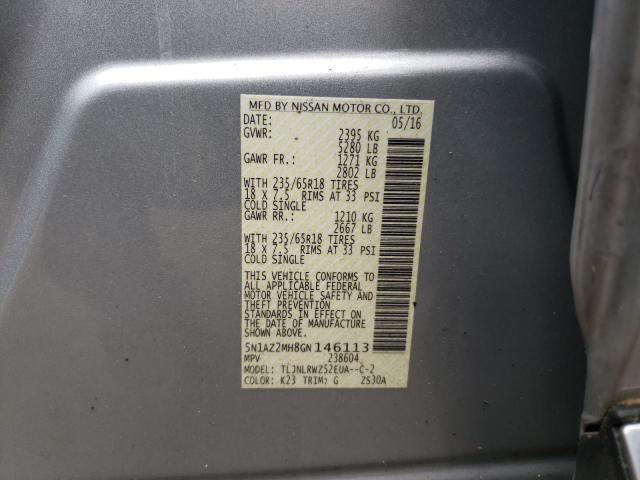 MFD BY NISSAN MOTOR CO., LTD.
DATE: 05/16
GVWR: 2395 KG
5280 LB
GAWR FR.: 1271 KG
2802 LB
WITH 235/65R18 TIRES
18 X 7.5 RIMS AT 33 PSI
COLD SINGLE
GAWR RR.: 1210 KG
2667 LB
WITH 235/65R18 TIRES
18 X 7.5 RIMS AT 33 PSI
COLD SINGLE
THIS VEHICLE CONFORMS TO
ALL APPLICABLE FEDERAL
MOTOR VEHICLE SAFETY AND
THEFT PREVENTION
STANDARDS IN EFFECT ON
THE DATE OF MANUFACTURE
SHOWN ABOVE.
5N1AZ2MH8GN146113
MPV 238604
MODEL: TLJNLRWZ52EUA--C-2
COLOR: K23 TRIM: G ZS30A